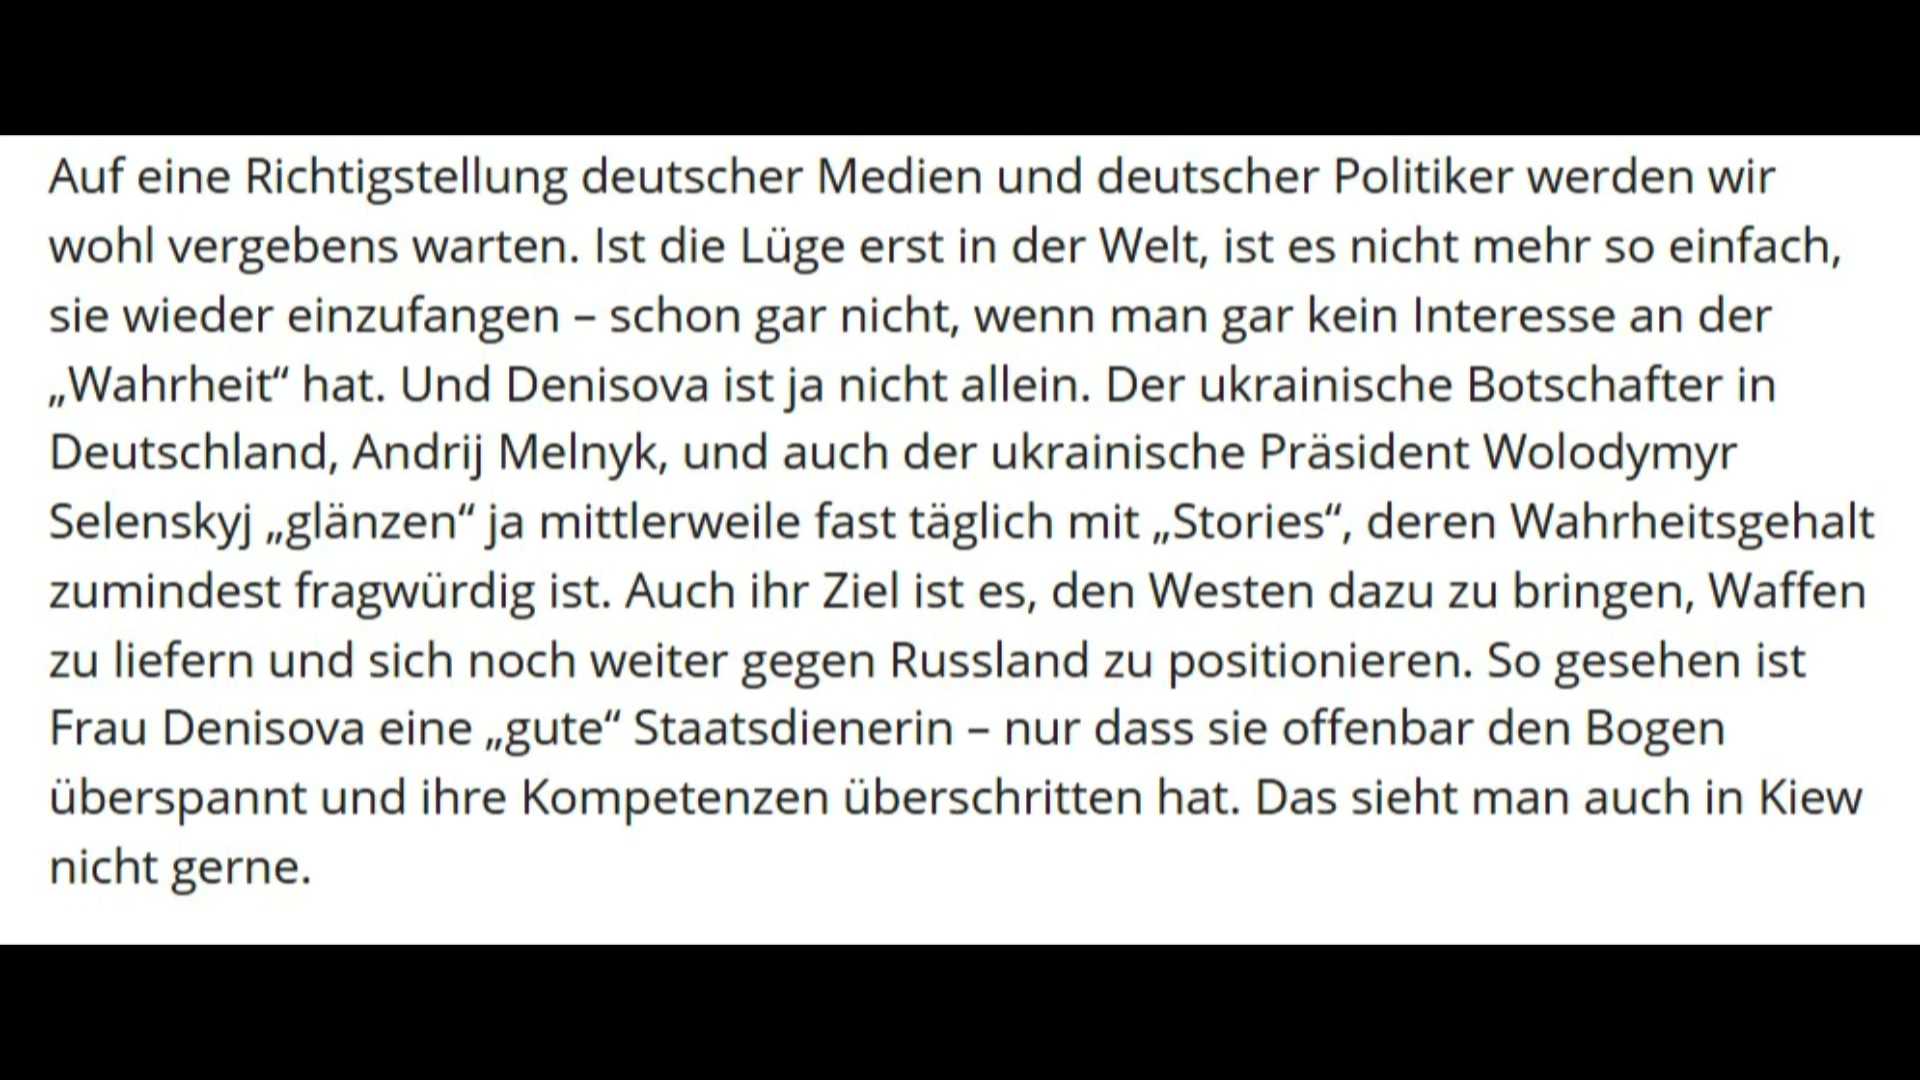 Auf eine Richtigstellung deutscher Medien und deutscher Politiker werden wir
wohl vergebens warten. Ist die Lüge erst in der Welt, ist es nicht mehr so einfach,
sie wieder einzufangen – schon gar nicht, wenn man gar kein Interesse an der
„Wahrheit“ hat. Und Denisova ist ja nicht allein. Der ukrainische Botschafter in
Deutschland, Andrij Melnyk, und auch der ukrainische Präsident Wolodymyr
Selenskyj „glänzen“ ja mittlerweile fast täglich mit „Stories“, deren Wahrheitsgehalt
zumindest fragwürdig ist. Auch ihr Ziel ist es, den Westen dazu zu bringen, Waffen
zu liefern und sich noch weiter gegen Russland zu positionieren. So gesehen ist
Frau Denisova eine „gute“ Staatsdienerin – nur dass sie offenbar den Bogen
überspannt und ihre Kompetenzen überschritten hat. Das sieht man auch in Kiew
nicht gerne.